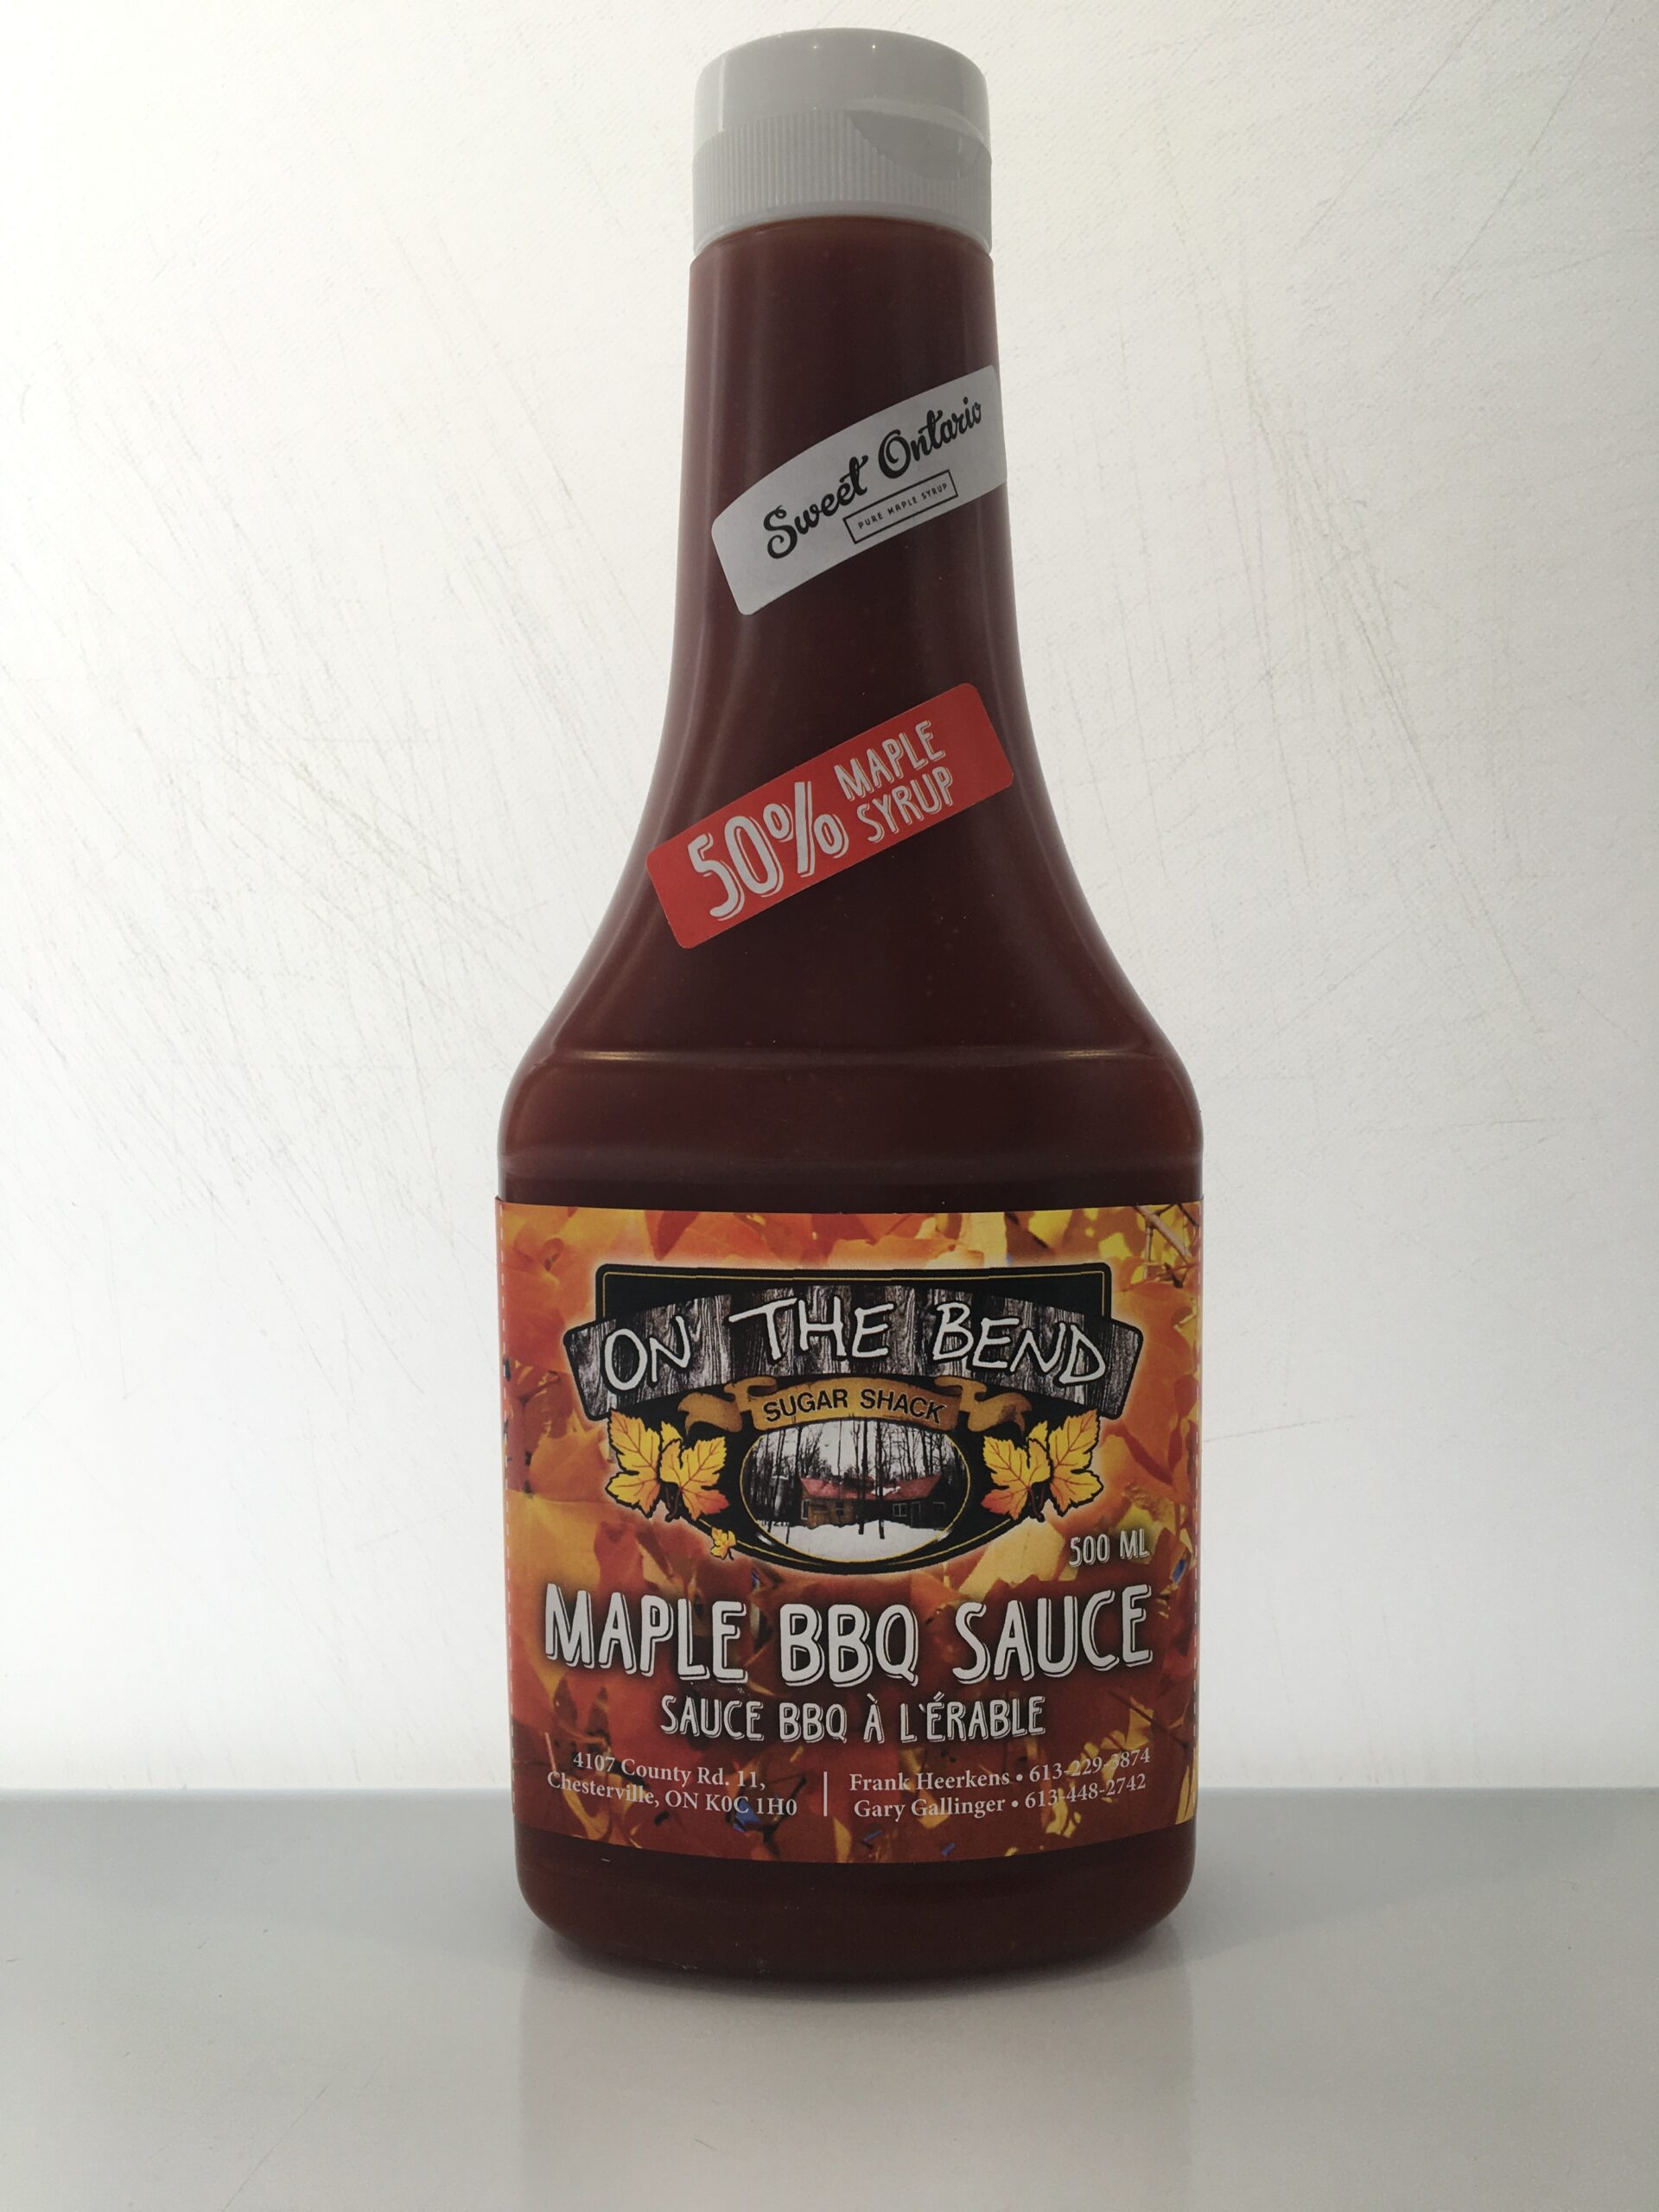 Sweet Ontario
PURE MAPLE SYRUP
50% MAPLE
SYRUP
ON THE BEND
SUGAR SHACK
500 ML
MAPLE BBQ SAUCE
SAUCE BBQ À L'ÉRABLE
4107 County Rd. 11,
Chesterville, ON K0C 1H0
Frank Heerkens • 613-229-3874
Gary Gallinger • 613-448-2742